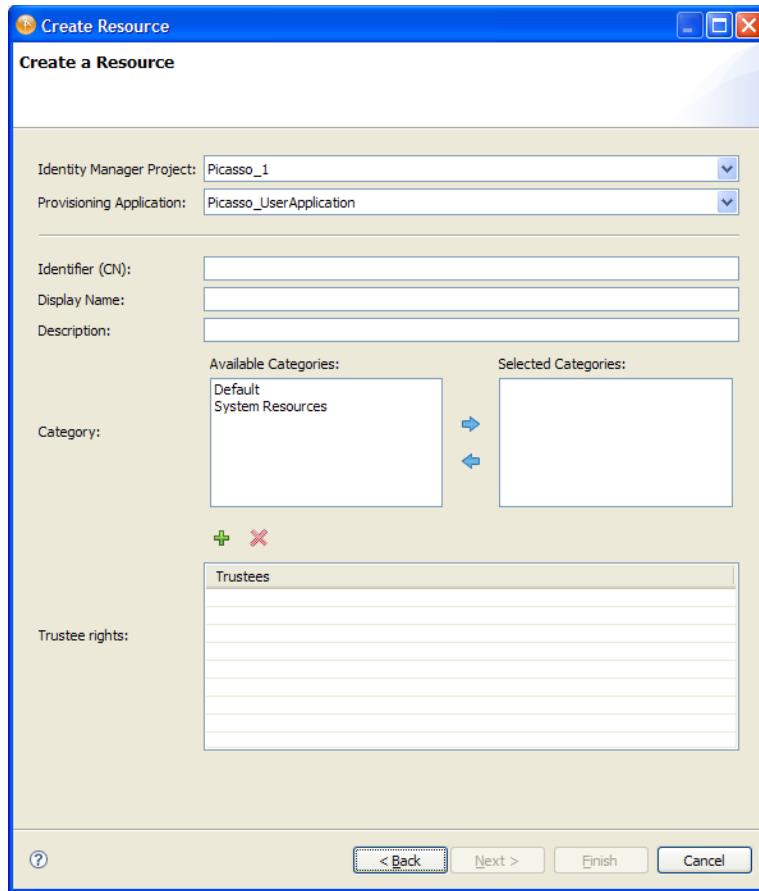 Create Resource
Create a Resource
Identity Manager Project: Picasso_1
Provisioning Application: Picasso_UserApplication
Identifier (CN):
Display Name:
Description:
Available Categories: Selected Categories:
Default
System Resources
Category:
Trustees
Trustee rights:
? < Back Next > Finish Cancel